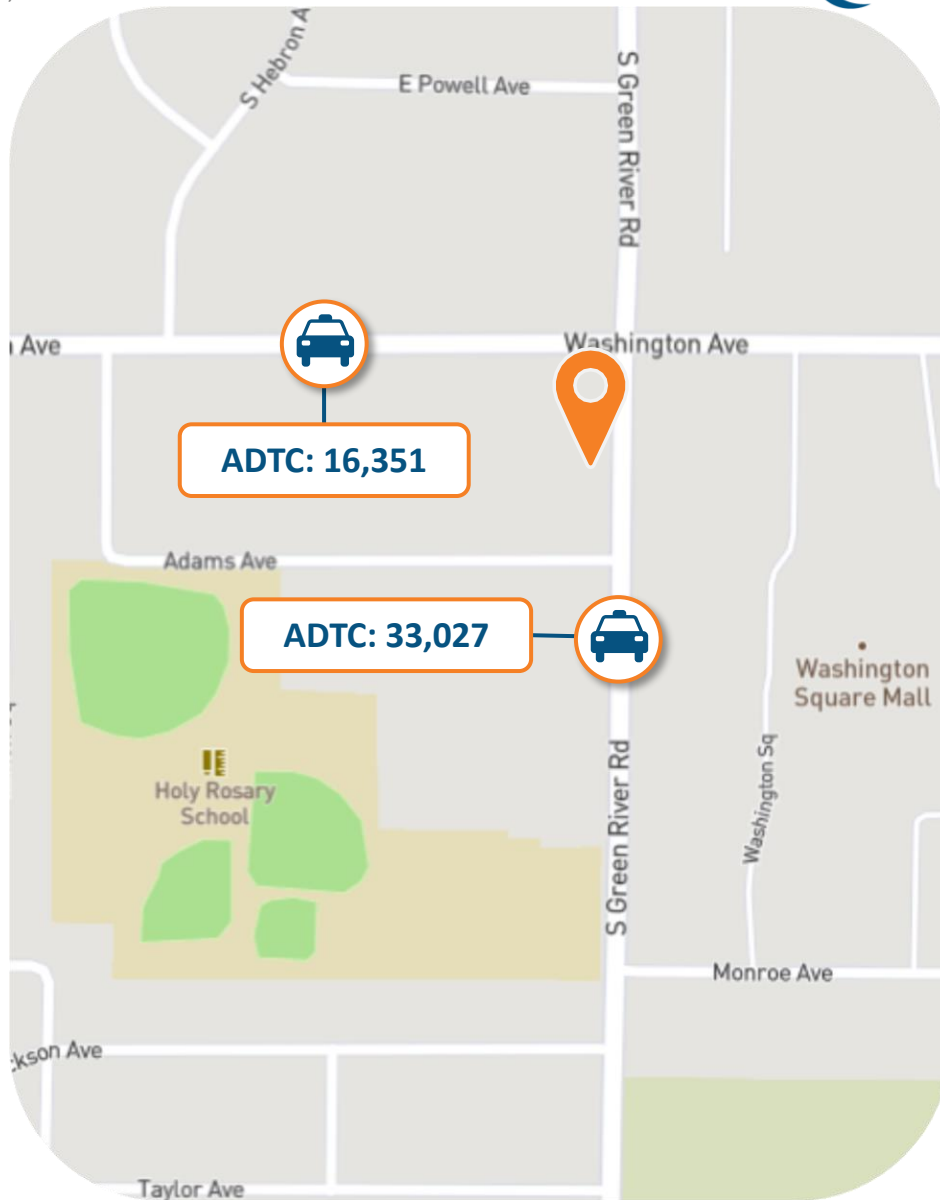 S Hebron A
E Powell Ave
S Green River Rd
Ave
Washington Ave
ADTC: 16,351
Adams Ave
ADTC: 33,027
Washington
Square Mall
Holy Rosary
School
Washington Sq
S Green River Rd
Monroe Ave
kson Ave
Taylor Ave